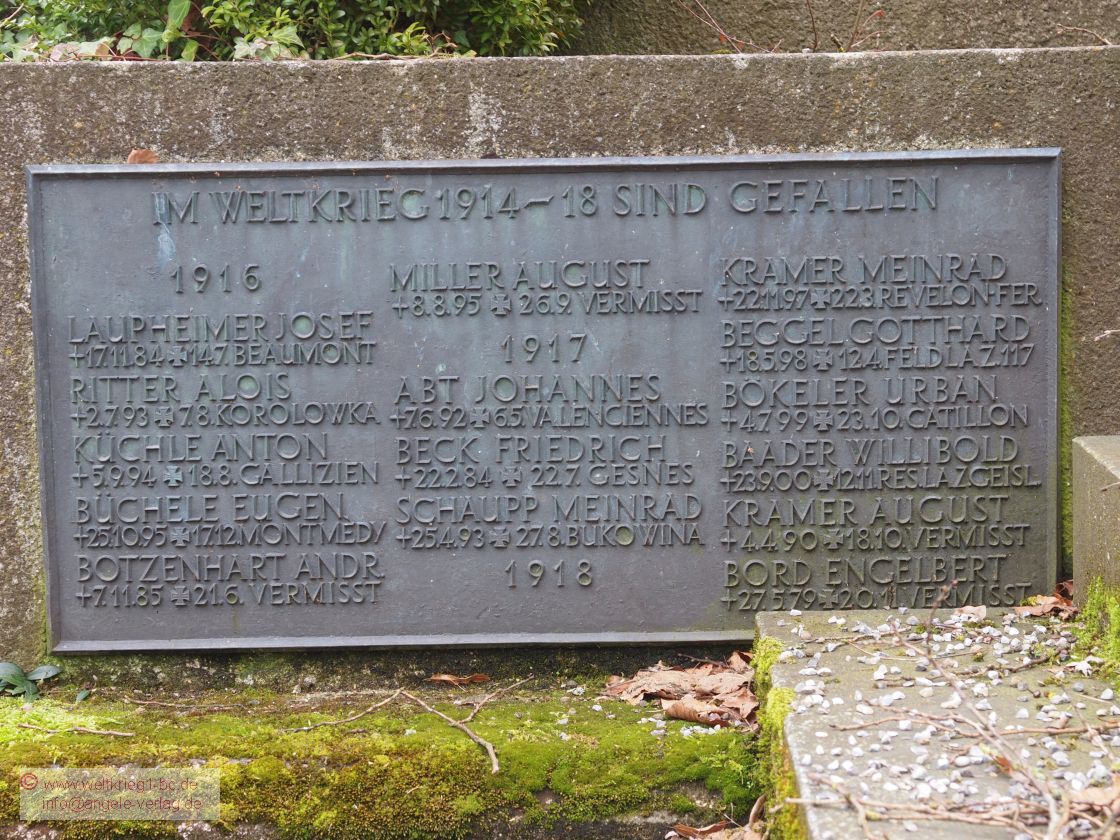 IM WELTKRIEG 1914–18 SIND GEFALLEN
1916
LAUPHEIMER JOSEF
+17.11.84 ✠ 14.7. BEAUMONT
RITTER ALOIS
+2.7.93 ✠ 7.8. KOROLOWKA
KÜCHLE ANTON
+5.9.94 ✠ 18.8. GALLIZIEN
BÜCHELE EUGEN
+25.10.95 ✠ 17.12. MONTMEDY
BOTZENHART ANDR.
+7.11.85 ✠ 21.6. VERMISST
MILLER AUGUST
+8.8.95 ✠ 26.9. VERMISST
1917
ABT JOHANNES
+7.6.92 ✠ 6.5. VALENCIENNES
BECK FRIEDRICH
+22.2.84 ✠ 22.7. GESNES
SCHAUPP MEINRAD
+25.4.93 ✠ 27.8. BUKOWINA
1918
KRAMER MEINRAD
+22.11.97 ✠ 22.3. REVELON-FER
BEGGEL GOTTHARD
+18.5.98 ✠ 12.4. FELDLAZ. 117
BÖKELER URBAN
+4.7.99 ✠ 23.10. CATILLON
BAADER WILLIBOLD
+23.9.00 ✠ 12.11. RES. LAZ. GEISL
KRAMER AUGUST
+4.4.90 ✠ 18.10. VERMISST
BORD ENGELBERT
+27.5.79 ✠ VERMISST
© www.weltkrieg1-bc.de
info@angele-verlag.de